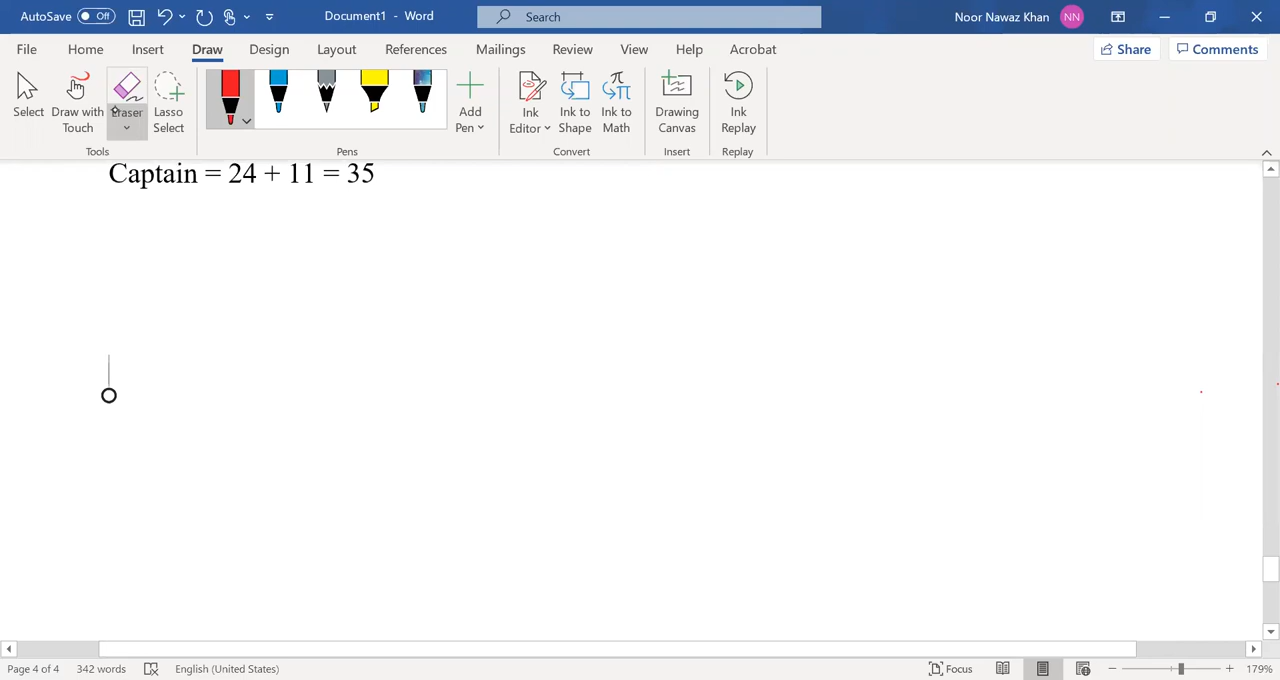 AutoSave Off Document1 - Word Search Noor Nawaz Khan NN
File Home Insert Draw Design Layout References Mailings Review View Help Acrobat Share Comments
Select Draw with Touch Eraser Lasso Select Add Pen Ink Editor Ink to Shape Ink to Math Drawing Canvas Ink Replay
Tools Pens Convert Insert Replay
Captain = 24 + 11 = 35
Page 4 of 4 342 words English (United States) Focus 179%